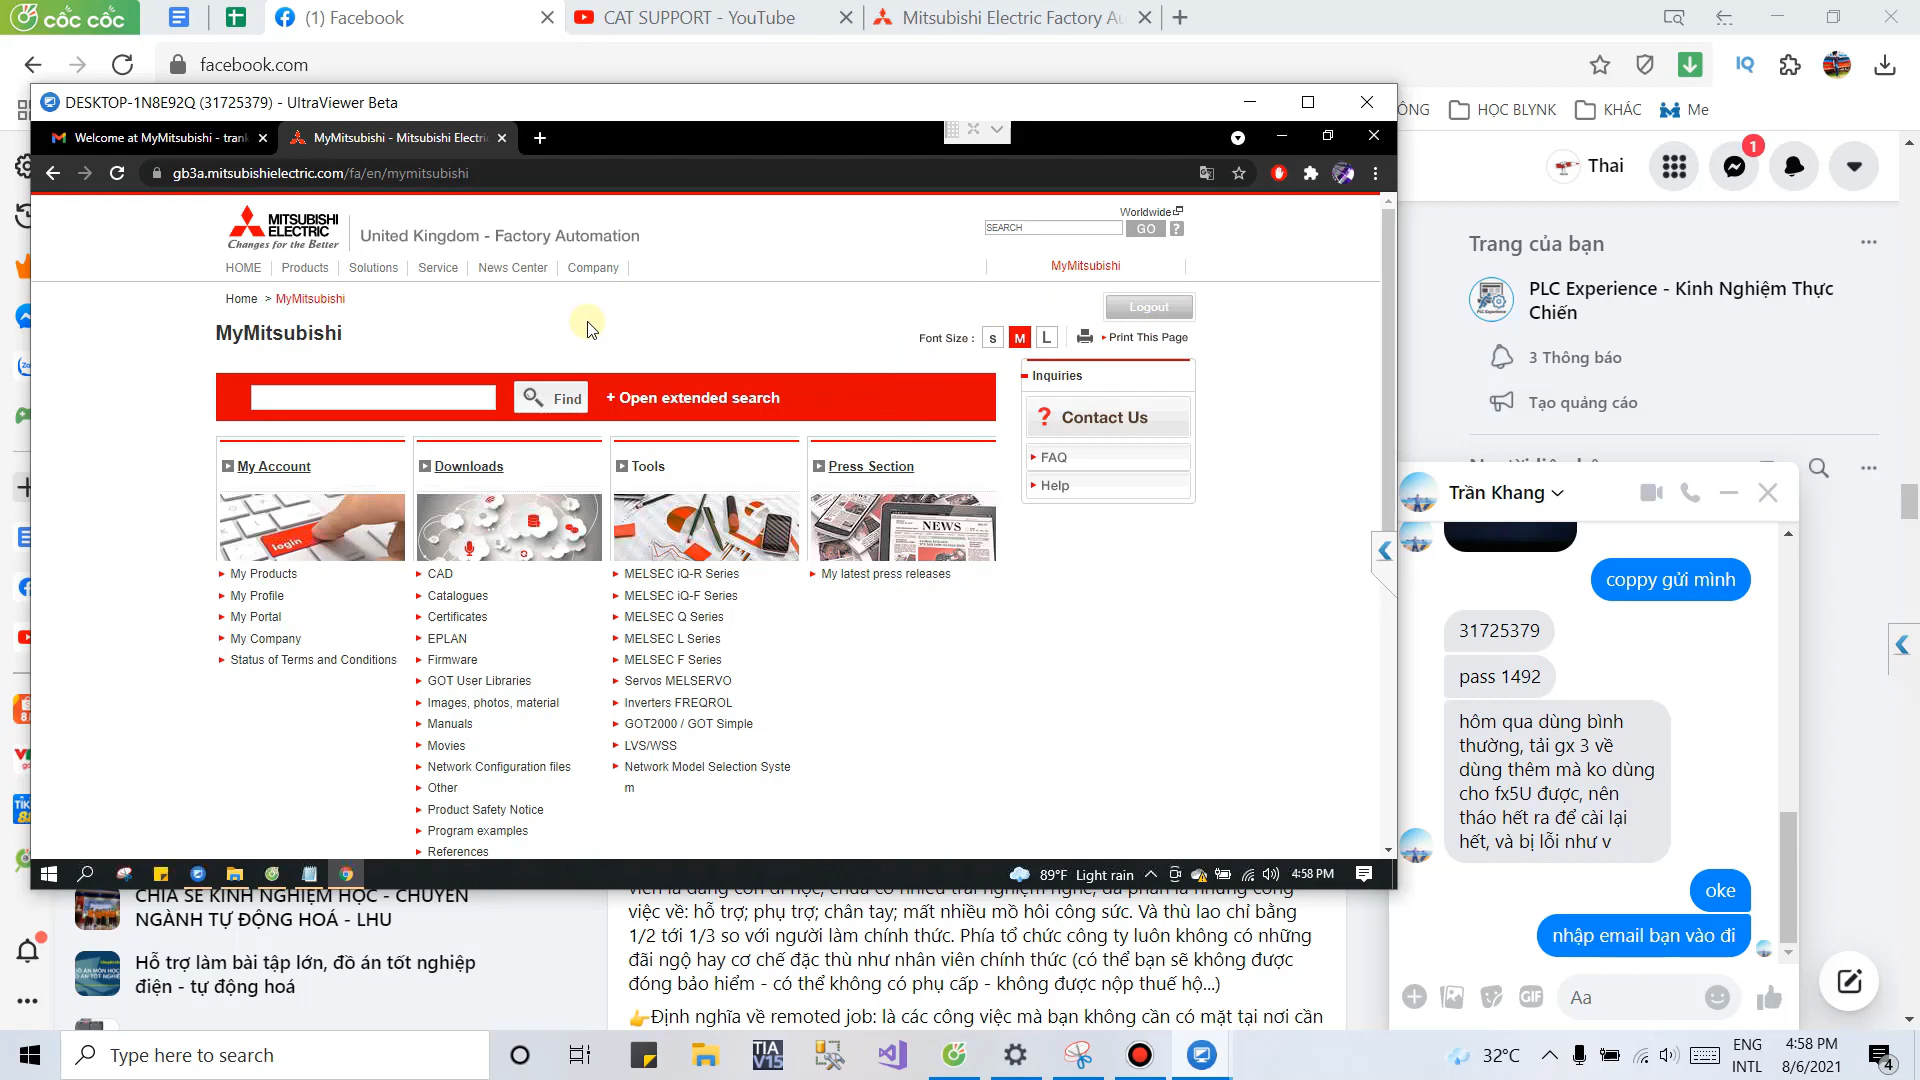 cốc cốc
(1) Facebook
CAT SUPPORT - YouTube
Mitsubishi Electric Factory Au
facebook.com
HỌC BLYNK
KHÁC
Me
DESKTOP-1N8E92Q (31725379) - UltraViewer Beta
Welcome at MyMitsubishi - trank
MyMitsubishi - Mitsubishi Electric
gb3a.mitsubishielectric.com/fa/en/mymitsubishi
MITSUBISHI
ELECTRIC
Changes for the Better
United Kingdom - Factory Automation
Worldwide
SEARCH
GO
?
HOME
Products
Solutions
Service
News Center
Company
MyMitsubishi
Home > MyMitsubishi
Logout
MyMitsubishi
Font Size :
S
M
L
Print This Page
Find
+ Open extended search
Inquiries
? Contact Us
FAQ
Help
My Account
login
My Products
My Profile
My Portal
My Company
Status of Terms and Conditions
Downloads
CAD
Catalogues
Certificates
EPLAN
Firmware
GOT User Libraries
Images, photos, material
Manuals
Movies
Network Configuration files
Other
Product Safety Notice
Program examples
References
Tools
MELSEC iQ-R Series
MELSEC iQ-F Series
MELSEC Q Series
MELSEC L Series
MELSEC F Series
Servos MELSERVO
Inverters FREQROL
GOT2000 / GOT Simple
LVS/WSS
Network Model Selection Syste
m
Press Section
NEWS
My latest press releases
89°F Light rain
4:58 PM
Thai
1
Trang của bạn
PLC Experience - Kinh Nghiệm Thực
Chiến
3 Thông báo
Tạo quảng cáo
Trần Khang
coppy gửi mình
31725379
pass 1492
hôm qua dùng bình
thường, tải gx 3 về
dùng thêm mà ko dùng
cho fx5U được, nên
tháo hết ra để cài lại
hết, và bị lỗi như v
oke
nhập email bạn vào đi
GIF
Aa
CHIA SẺ KINH NGHIỆM HỌC - CHUYÊN
NGÀNH TỰ ĐỘNG HOÁ - LHU
Hỗ trợ làm bài tập lớn, đồ án tốt nghiệp
điện - tự động hoá
việc về: hỗ trợ; phụ trợ; chân tay; mất nhiều mồ hôi công sức. Và thù lao chỉ bằng
1/2 tới 1/3 so với người làm chính thức. Phía tổ chức công ty luôn không có những
đãi ngộ hay cơ chế đặc thù như nhân viên chính thức (có thể bạn sẽ không được
đóng bảo hiểm - có thể không có phụ cấp - không được nộp thuế hộ...)
Định nghĩa về remoted job: là các công việc mà bạn không cần có mặt tại nơi cần
Type here to search
TIA
V15
32°C
ENG
INTL
4:58 PM
8/6/2021
4